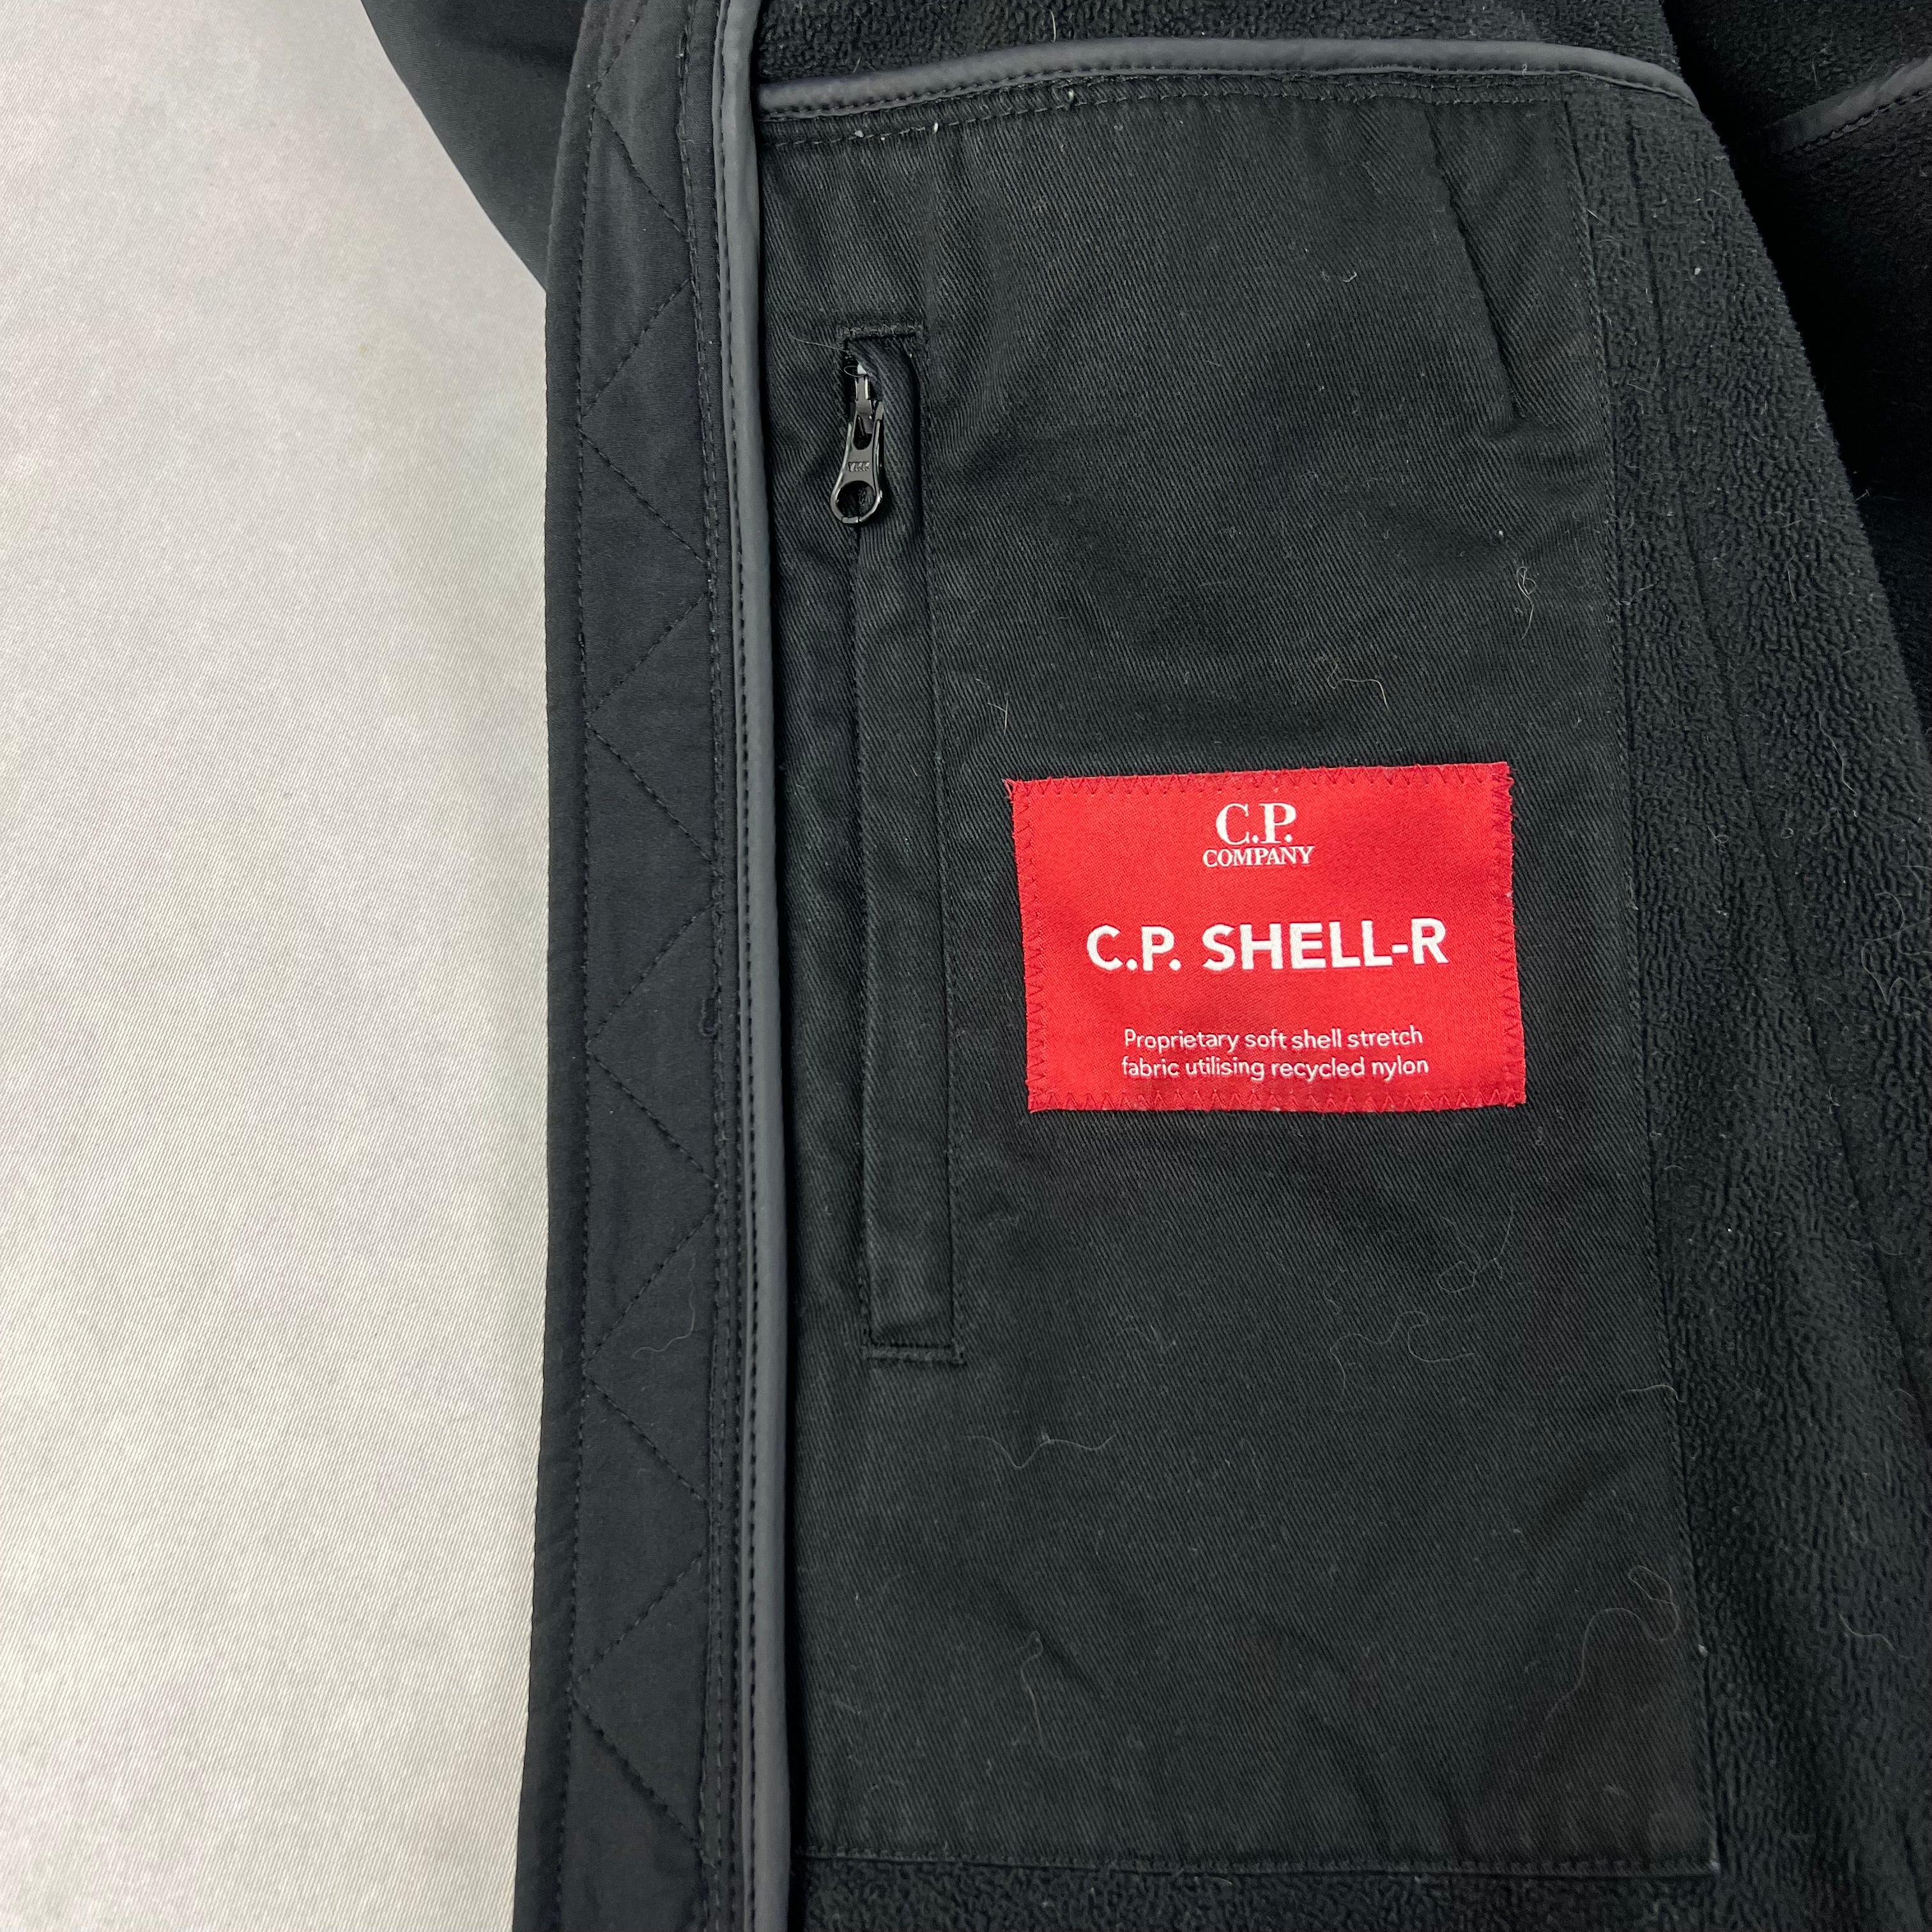 C.P.
COMPANY
C.P. SHELL-R
Proprietary soft shell stretch
fabric utilising recycled nylon